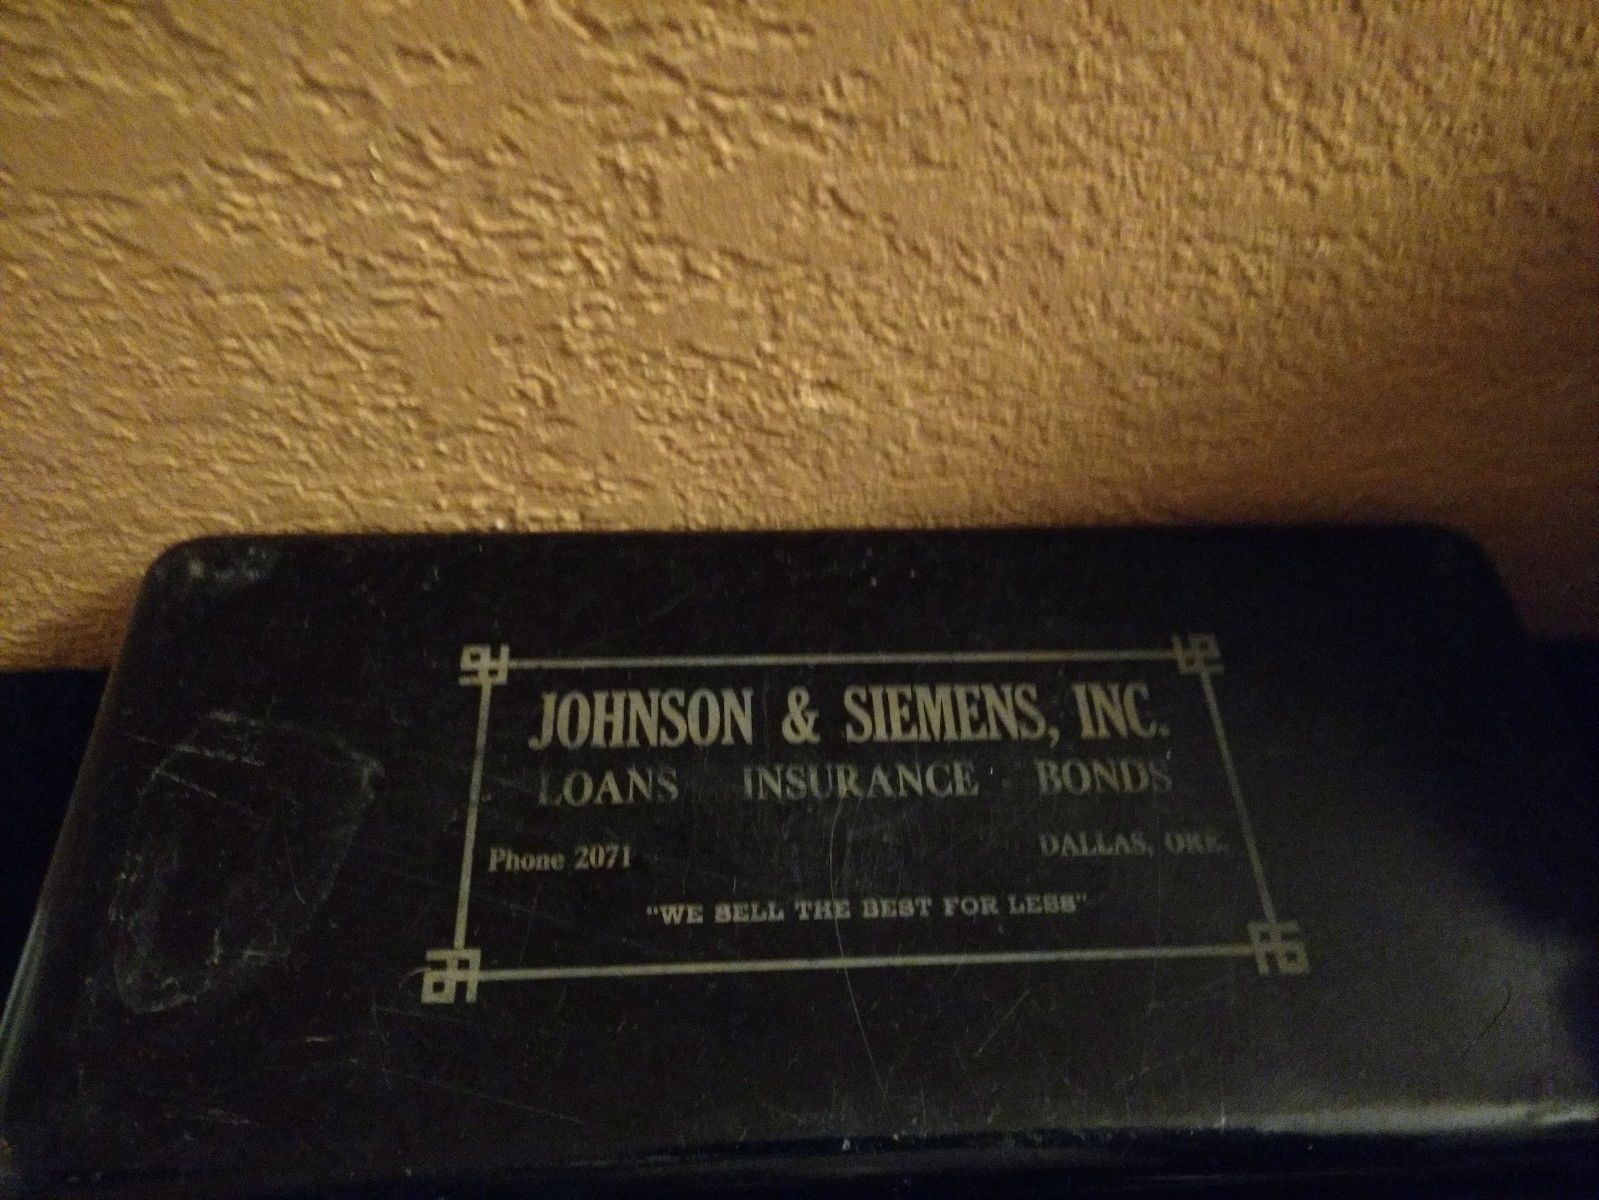 JOHNSON & SIEMENS, INC.
LOANS INSURANCE BONDS
Phone 2071 DALLAS, ORE.
"WE SELL THE BEST FOR LESS"